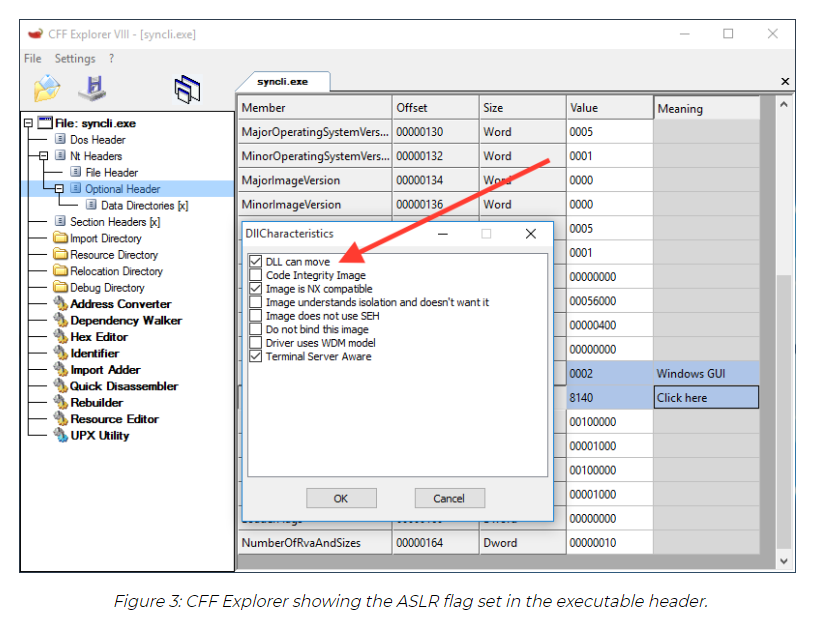 CFF Explorer VIII - [syncli.exe]
File Settings ?
syncli.exe
File: syncli.exe
Dos Header
Nt Headers
File Header
Optional Header
Data Directories [x]
Section Headers [x]
Import Directory
Resource Directory
Relocation Directory
Debug Directory
Address Converter
Dependency Walker
Hex Editor
Identifier
Import Adder
Quick Disassembler
Rebuilder
Resource Editor
UPX Utility
Member Offset Size Value Meaning
MajorOperatingSystemVers... 00000130 Word 0005
MinorOperatingSystemVers... 00000132 Word 0001
MajorImageVersion 00000134 Word 0000
MinorImageVersion 00000136 Word 0000
0005
0001
00000000
00056000
00000400
00000000
0002 Windows GUI
8140 Click here
00100000
00001000
00100000
00001000
00000000
NumberOfRvaAndSizes 00000164 Dword 00000010
DllCharacteristics
DLL can move
Code Integrity Image
Image is NX compatible
Image understands isolation and doesn't want it
Image does not use SEH
Do not bind this image
Driver uses WDM model
Terminal Server Aware
OK Cancel
Figure 3: CFF Explorer showing the ASLR flag set in the executable header.